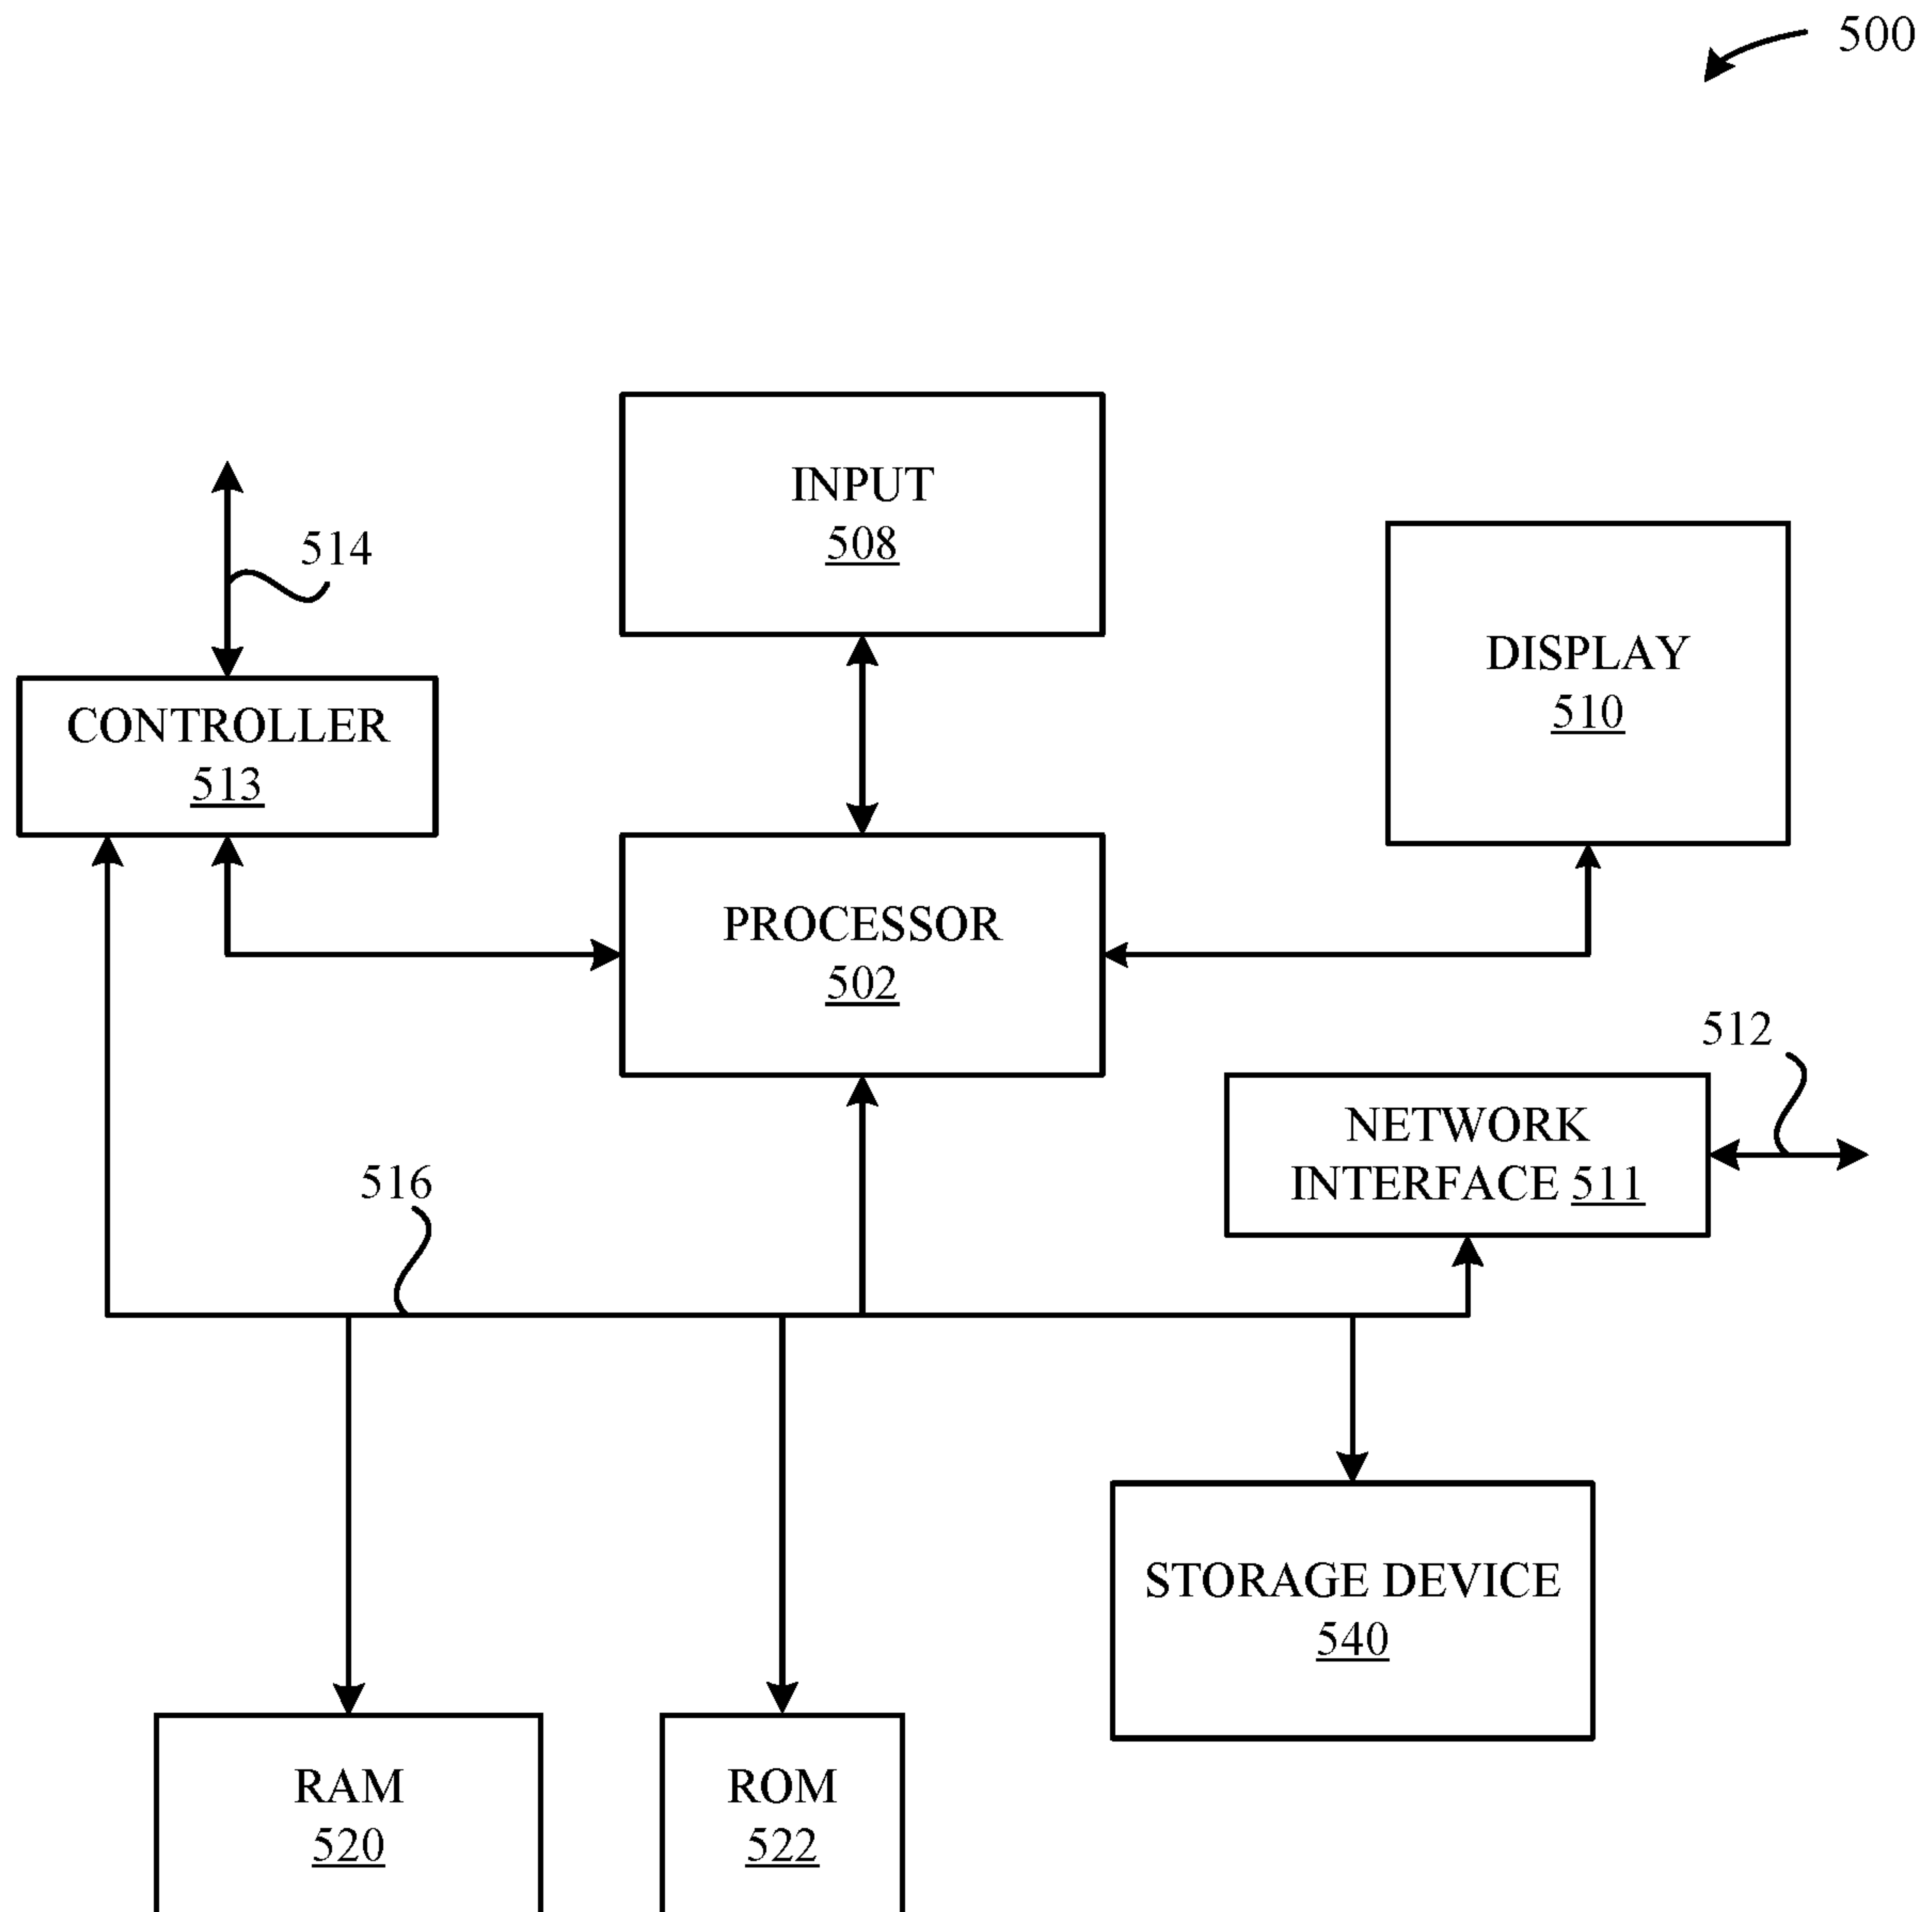 500
INPUT
508
514
DISPLAY
510
CONTROLLER
513
PROCESSOR
502
512
NETWORK
INTERFACE 511
516
STORAGE DEVICE
540
RAM
520
ROM
522